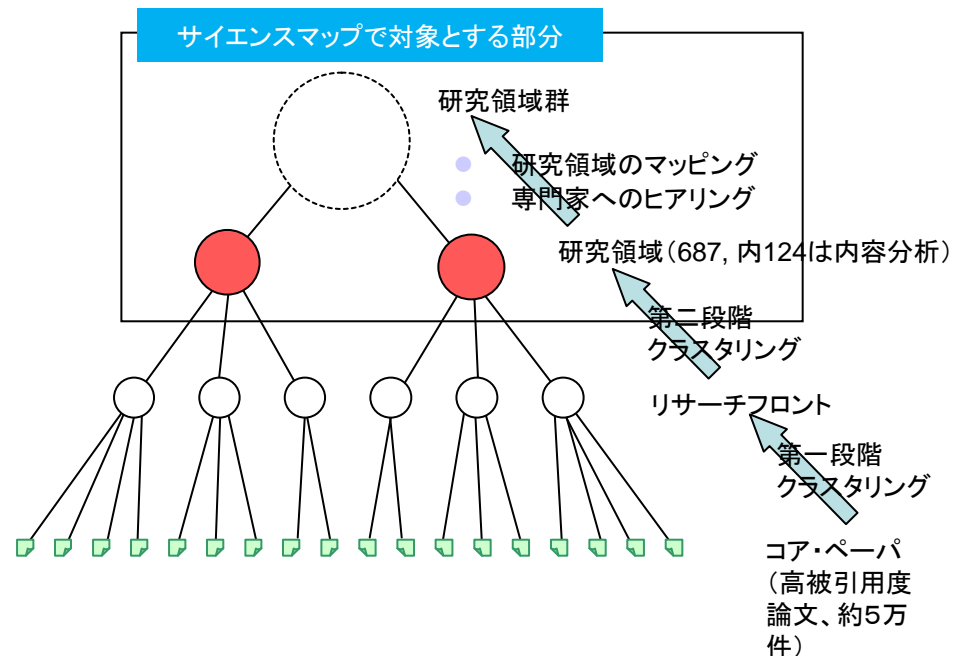 サイエンスマップで対象とする部分
研究領域群
研究領域のマッピング
専門家へのヒアリング
研究領域(687, 内124は内容分析)
第二段階
クラスタリング
リサーチフロント
第一段階
クラスタリング
コア・ペーパ
(高被引用度
論文、約5万
件)